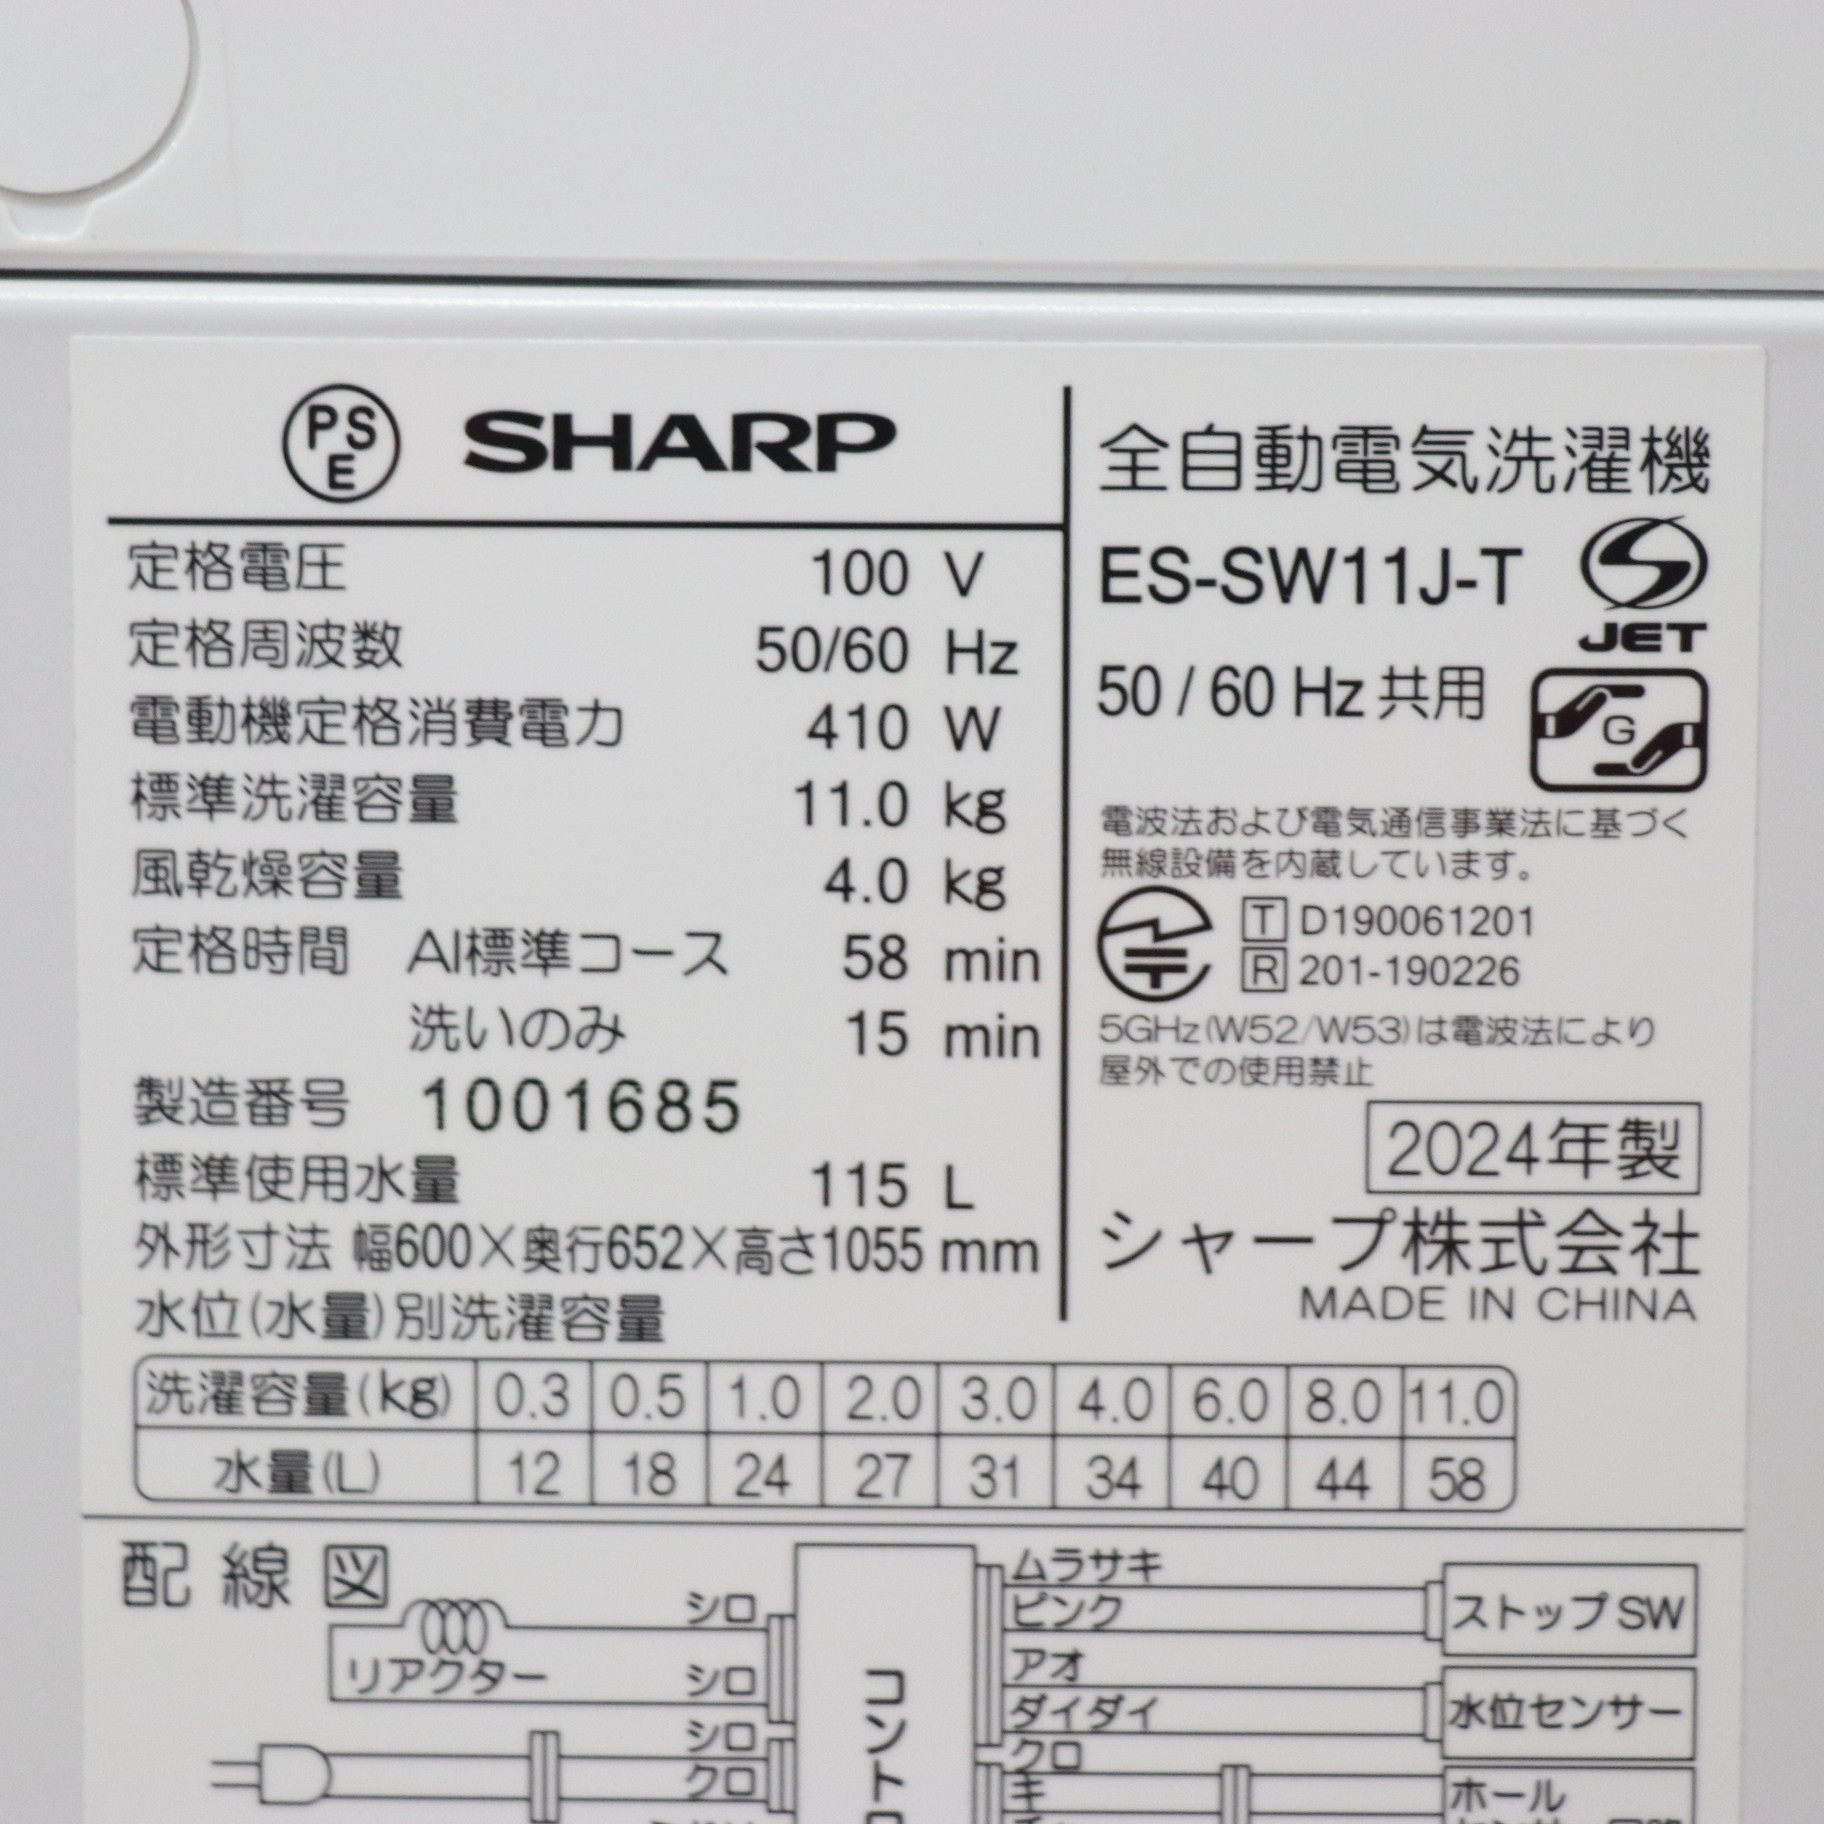 PSE SHARP
定格電圧 100 V
定格周波数 50/60 Hz
電動機定格消費電力 410 W
標準洗濯容量 11.0 kg
風乾燥容量 4.0 kg
定格時間 AI標準コース 58 min
洗いのみ 15 min
製造番号 1001685
標準使用水量 115 L
外形寸法 幅600×奥行652×高さ1055 mm
水位(水量)別洗濯容量
全自動電気洗濯機
ES-SW11J-T
JET
50 / 60 Hz 共用
G
電波法および電気通信事業法に基づく
無線設備を内蔵しています。
T D190061201
R 201-190226
5GHz(W52/W53)は電波法により
屋外での使用禁止
2024年製
シャープ株式会社
MADE IN CHINA
洗濯容量(kg) 0.3 0.5 1.0 2.0 3.0 4.0 6.0 8.0 11.0
水量(L) 12 18 24 27 31 34 40 44 58
配線図
リアクター
シロ
シロ
シロ
クロ
コントロ
ムラサキ
ピンク
ストップSW
アオ
ダイダイ
水位センサー
クロ
キ
ホール